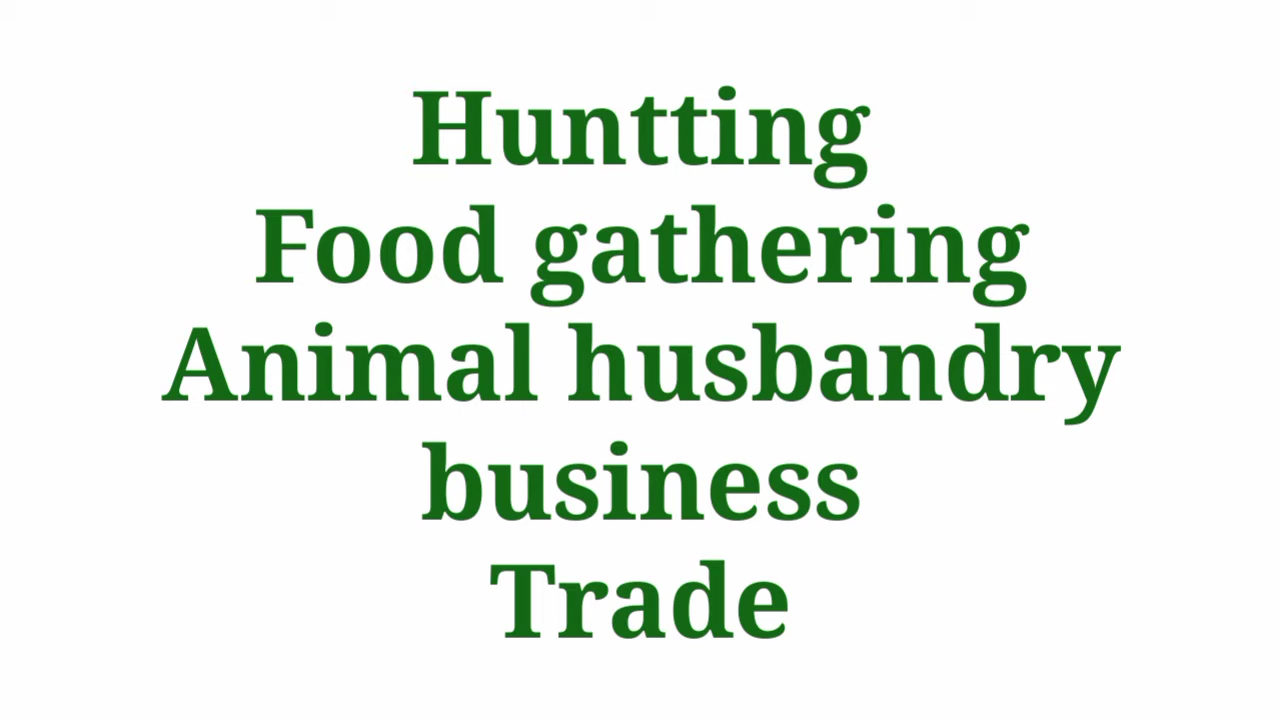 Huntting
Food gathering
Animal husbandry
business
Trade